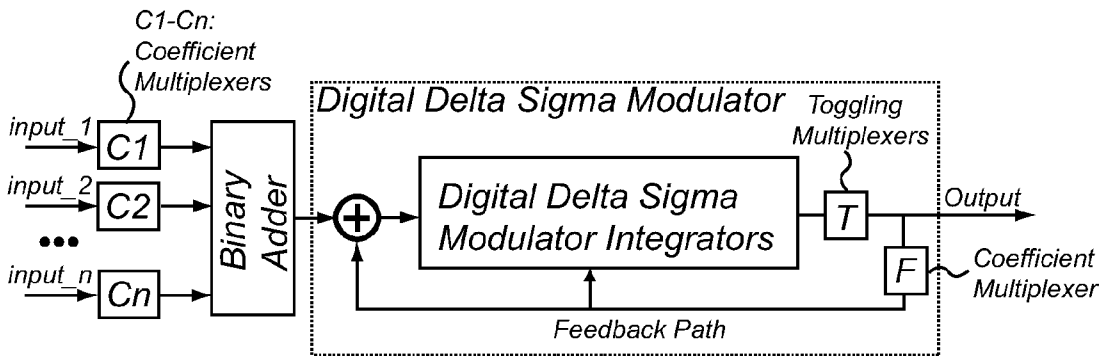 C1-Cn:
Coefficient
Multiplexers
Digital Delta Sigma Modulator
Toggling
Multiplexers
input_1
C1
input_2
C2
•••
input_n
Cn
Binary
Adder
+
Digital Delta Sigma
Modulator Integrators
T
Output
F
Coefficient
Multiplexer
Feedback Path